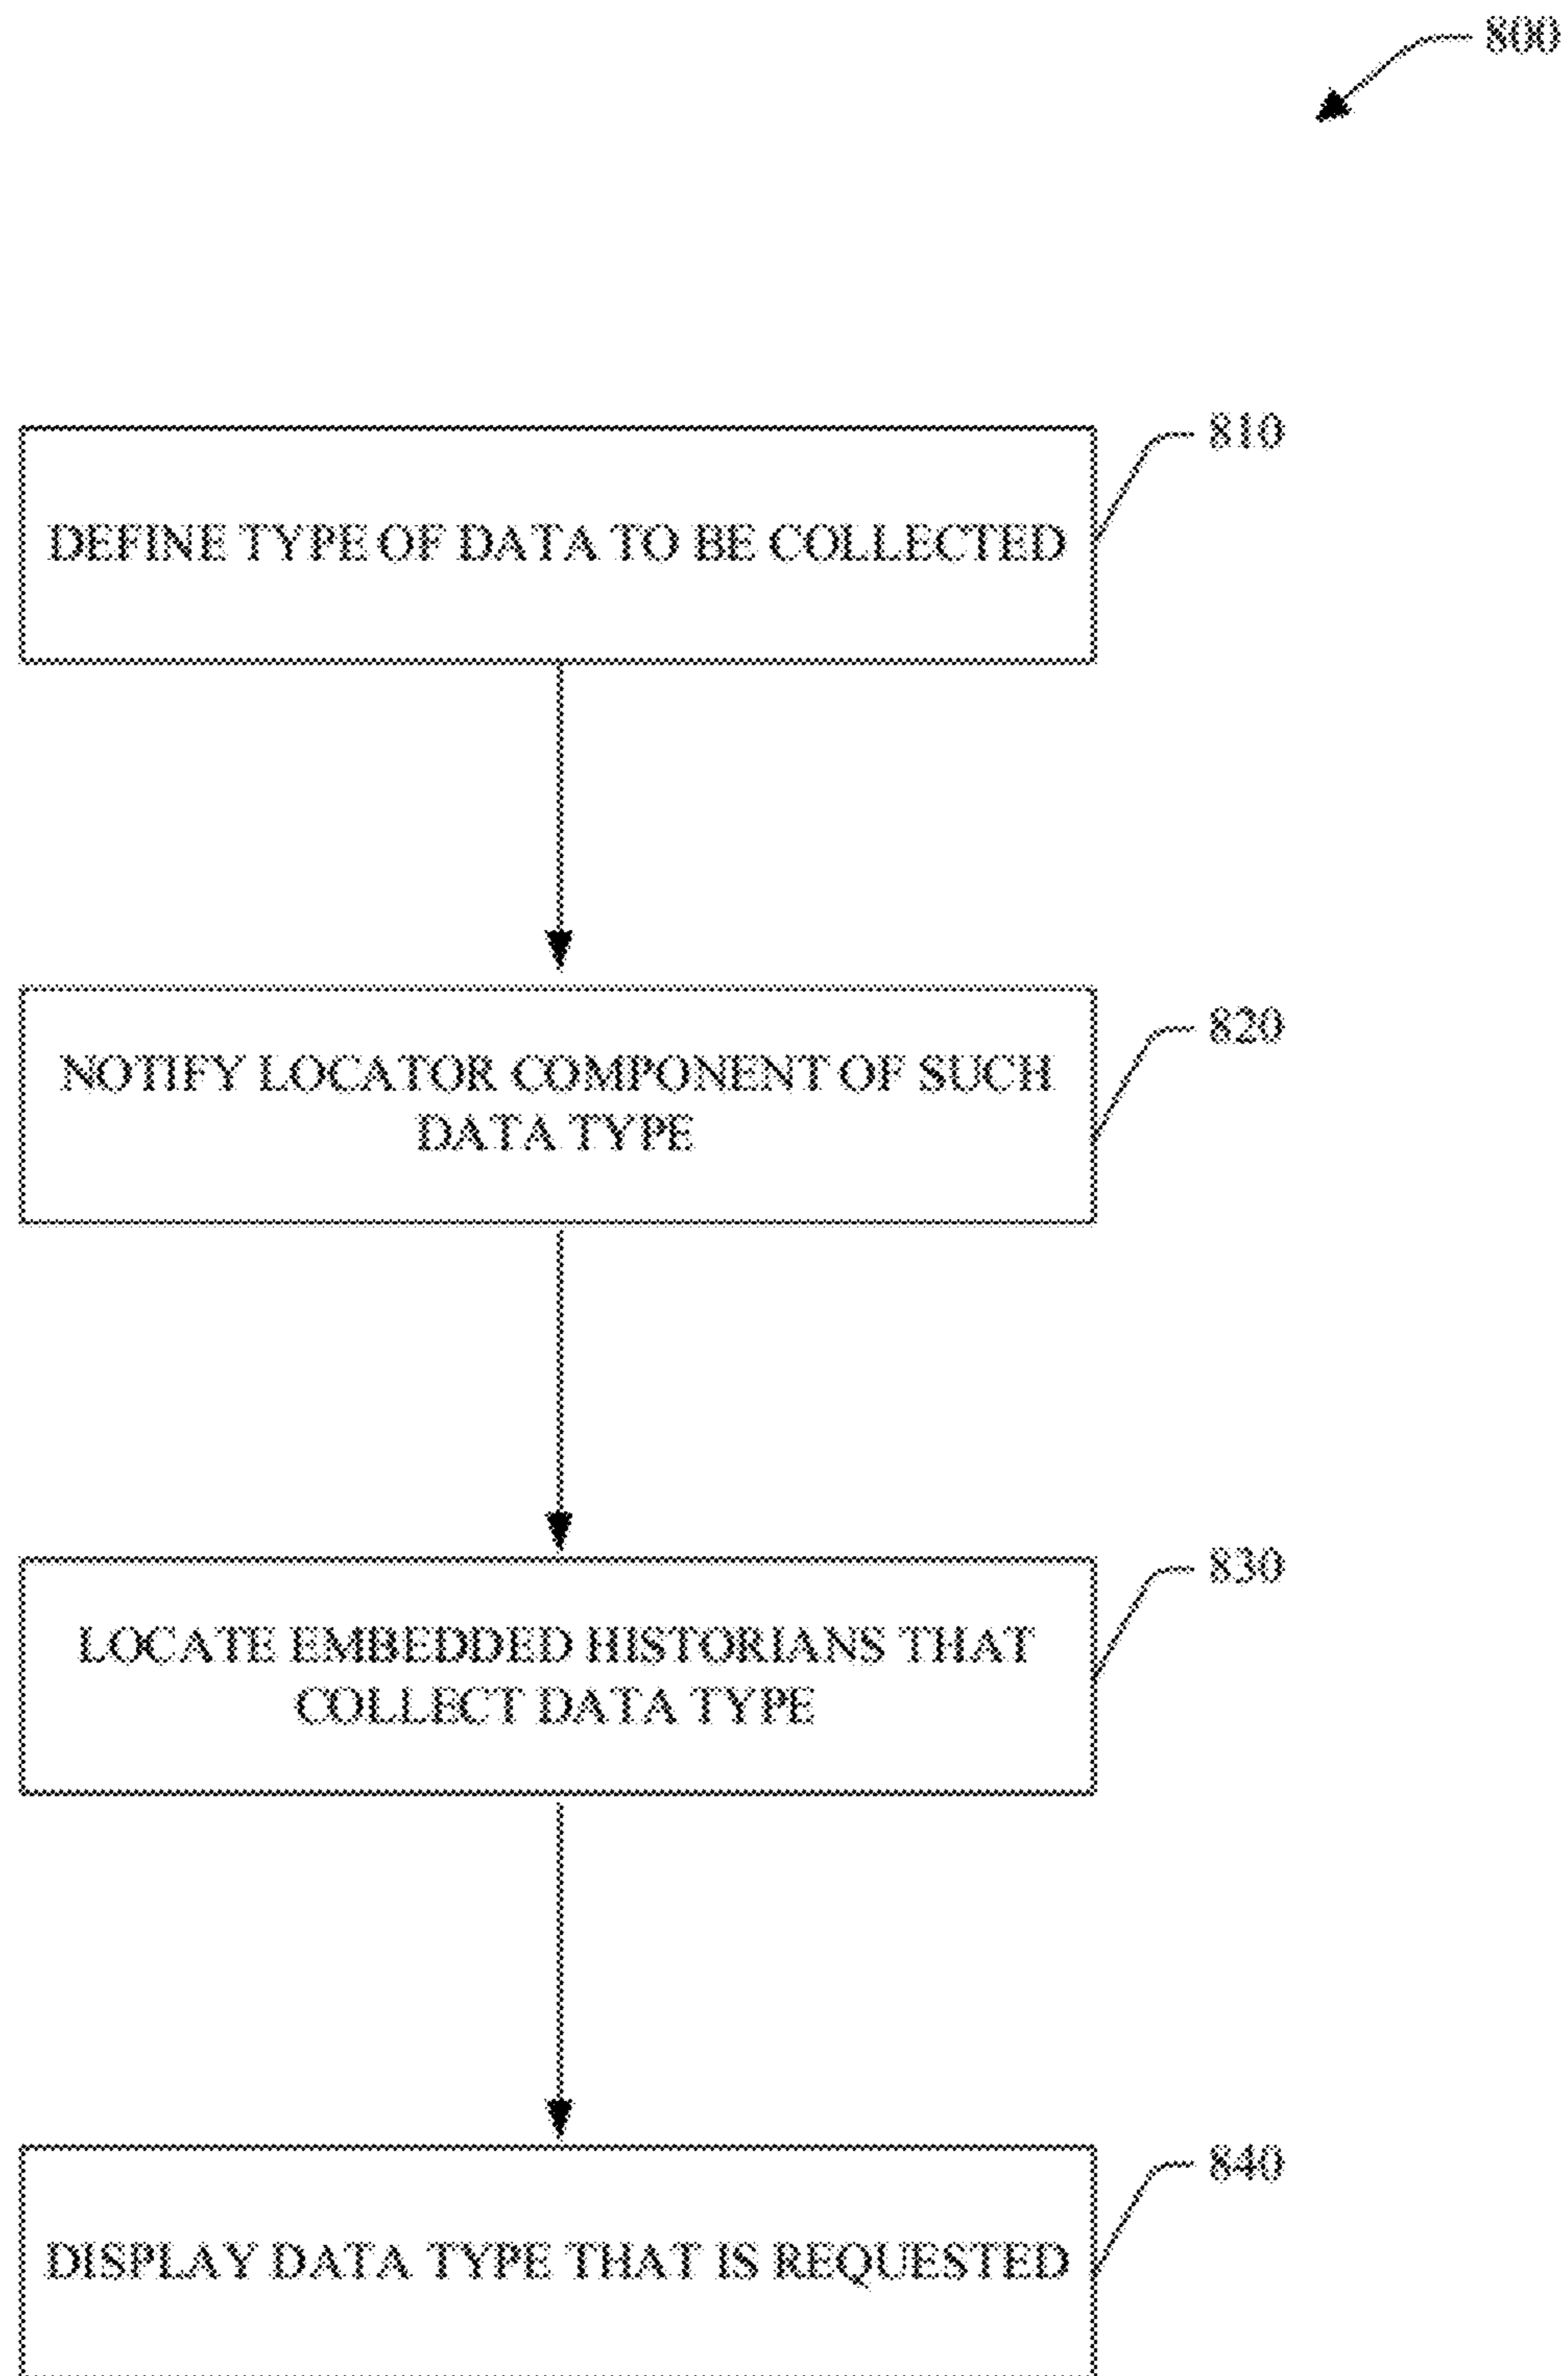 800
810
DEFINE TYPE OF DATA TO BE COLLECTED
820
NOTIFY LOCATOR COMPONENT OF SUCH
DATA TYPE
830
LOCATE EMBEDDED HISTORIANS THAT
COLLECT DATA TYPE
840
DISPLAY DATA TYPE THAT IS REQUESTED